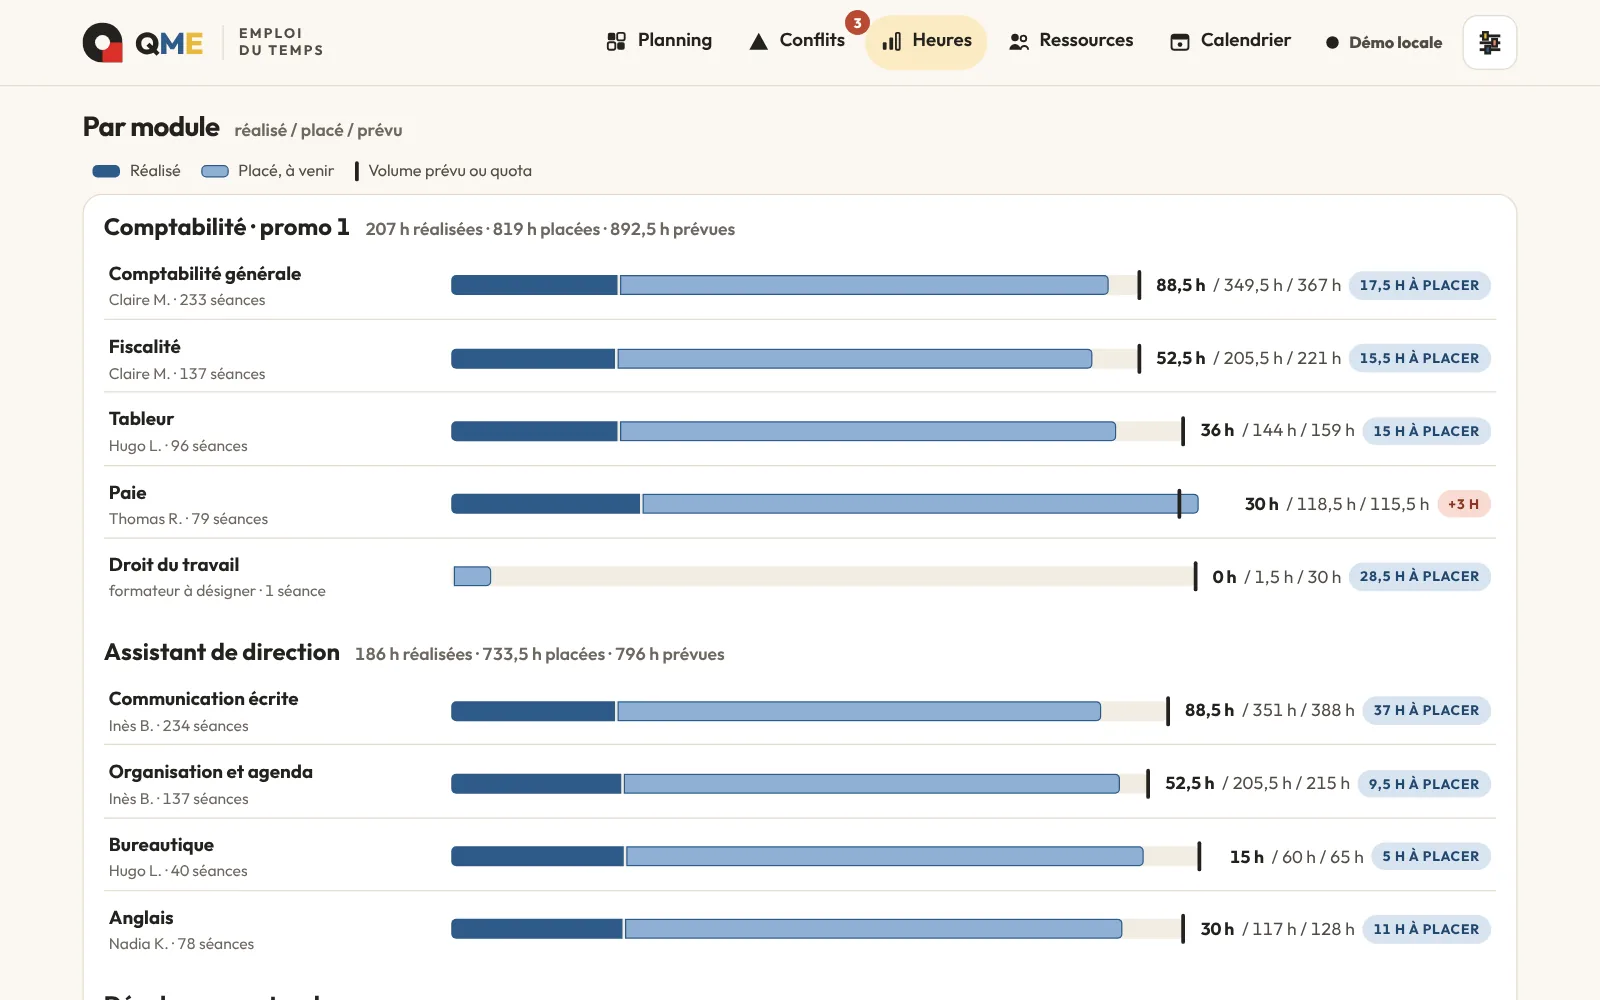 QME
EMPLOI
DU TEMPS
Planning
Conflits
3
Heures
Ressources
Calendrier
Démo locale
Par module réalisé / placé / prévu
Réalisé
Placé, à venir
Volume prévu ou quota
Comptabilité · promo 1 207 h réalisées · 819 h placées · 892,5 h prévues
Comptabilité générale
Claire M. · 233 séances
88,5 h / 349,5 h / 367 h 17,5 H À PLACER
Fiscalité
Claire M. · 137 séances
52,5 h / 205,5 h / 221 h 15,5 H À PLACER
Tableur
Hugo L. · 96 séances
36 h / 144 h / 159 h 15 H À PLACER
Paie
Thomas R. · 79 séances
30 h / 118,5 h / 115,5 h +3 H
Droit du travail
formateur à désigner · 1 séance
0 h / 1,5 h / 30 h 28,5 H À PLACER
Assistant de direction 186 h réalisées · 733,5 h placées · 796 h prévues
Communication écrite
Inès B. · 234 séances
88,5 h / 351 h / 388 h 37 H À PLACER
Organisation et agenda
Inès B. · 137 séances
52,5 h / 205,5 h / 215 h 9,5 H À PLACER
Bureautique
Hugo L. · 40 séances
15 h / 60 h / 65 h 5 H À PLACER
Anglais
Nadia K. · 78 séances
30 h / 117 h / 128 h 11 H À PLACER